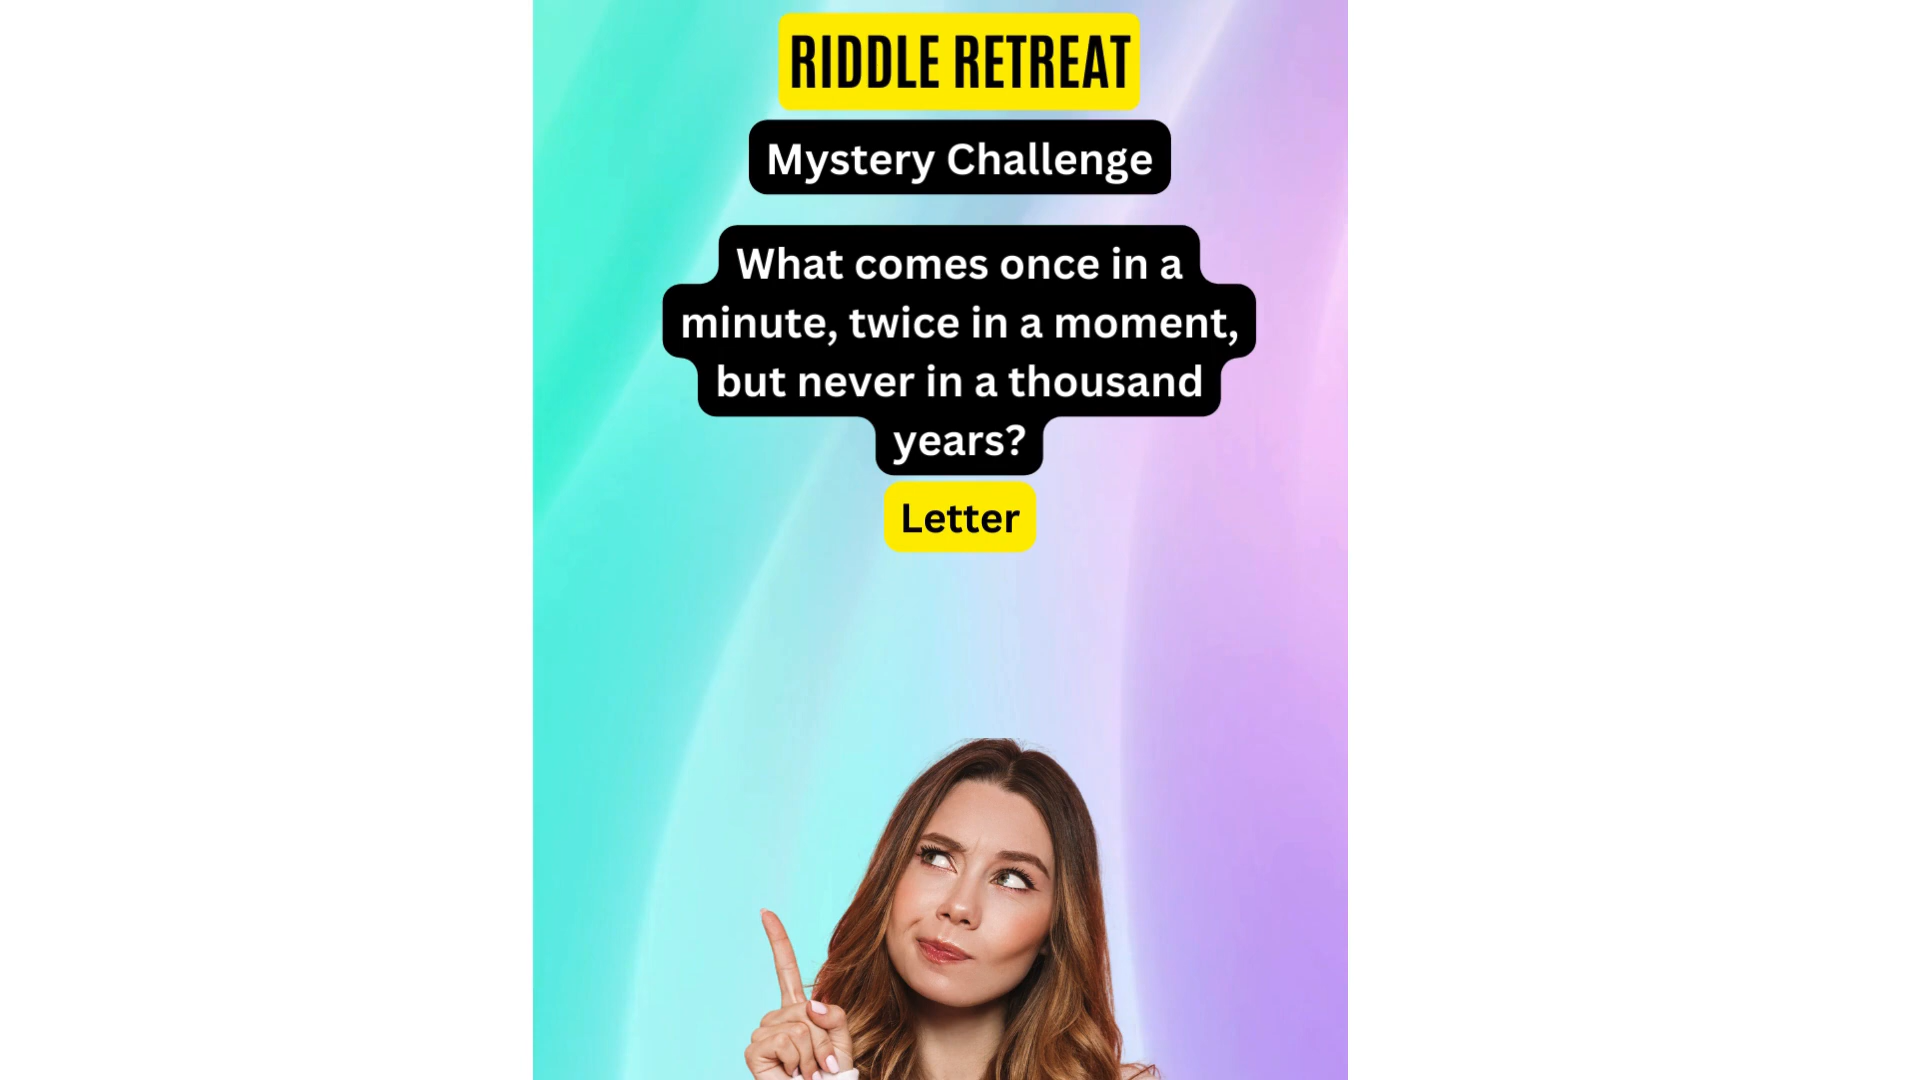 RIDDLE RETREAT
Mystery Challenge
What comes once in a
minute, twice in a moment,
but never in a thousand
years?
Letter